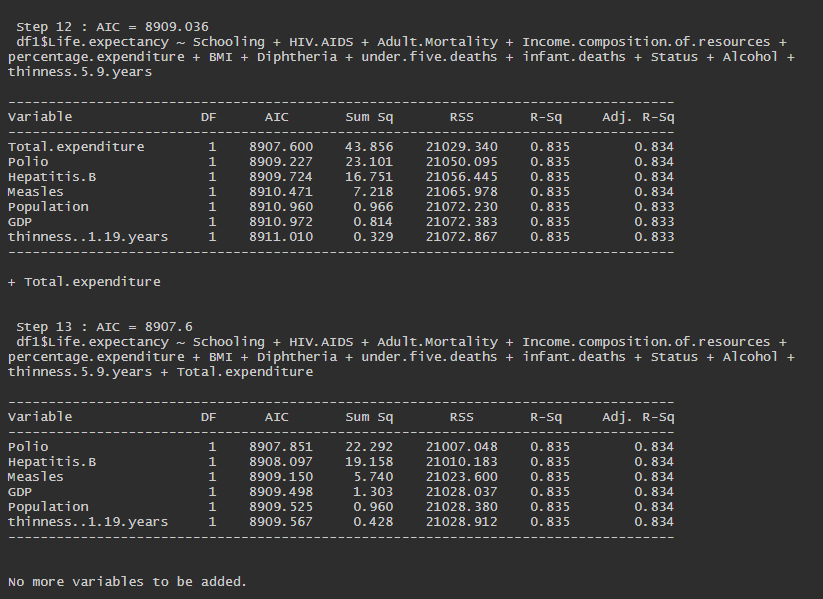 Step 12 : AIC = 8909.036
df1$Life.expectancy ~ Schooling + HIV.AIDS + Adult.Mortality + Income.composition.of.resources +
percentage.expenditure + BMI + Diphtheria + under.five.deaths + infant.deaths + Status + Alcohol +
thinness.5.9.years
-----------------------------------------------------------------------------------
Variable DF AIC Sum Sq RSS R-Sq Adj. R-Sq
-----------------------------------------------------------------------------------
Total.expenditure 1 8907.600 43.856 21029.340 0.835 0.834
Polio 1 8909.227 23.101 21050.095 0.835 0.834
Hepatitis.B 1 8909.724 16.751 21056.445 0.835 0.834
Measles 1 8910.471 7.218 21065.978 0.835 0.834
Population 1 8910.960 0.966 21072.230 0.835 0.833
GDP 1 8910.972 0.814 21072.383 0.835 0.833
thinness..1.19.years 1 8911.010 0.329 21072.867 0.835 0.833
-----------------------------------------------------------------------------------
+ Total.expenditure
Step 13 : AIC = 8907.6
df1$Life.expectancy ~ Schooling + HIV.AIDS + Adult.Mortality + Income.composition.of.resources +
percentage.expenditure + BMI + Diphtheria + under.five.deaths + infant.deaths + Status + Alcohol +
thinness.5.9.years + Total.expenditure
-----------------------------------------------------------------------------------
Variable DF AIC Sum Sq RSS R-Sq Adj. R-Sq
-----------------------------------------------------------------------------------
Polio 1 8907.851 22.292 21007.048 0.835 0.834
Hepatitis.B 1 8908.097 19.158 21010.183 0.835 0.834
Measles 1 8909.150 5.740 21023.600 0.835 0.834
GDP 1 8909.498 1.303 21028.037 0.835 0.834
Population 1 8909.525 0.960 21028.380 0.835 0.834
thinness..1.19.years 1 8909.567 0.428 21028.912 0.835 0.834
-----------------------------------------------------------------------------------
No more variables to be added.